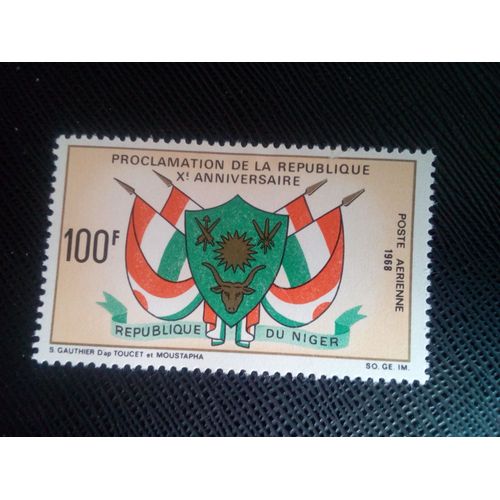 PROCLAMATION DE LA REPUBLIQUE
Xᵉ ANNIVERSAIRE
100F
POSTE AERIENNE
1968
REPUBLIQUE DU NIGER
S. GAUTHIER D'ap TOUCET et MOUSTAPHA
SO. GE. IM.